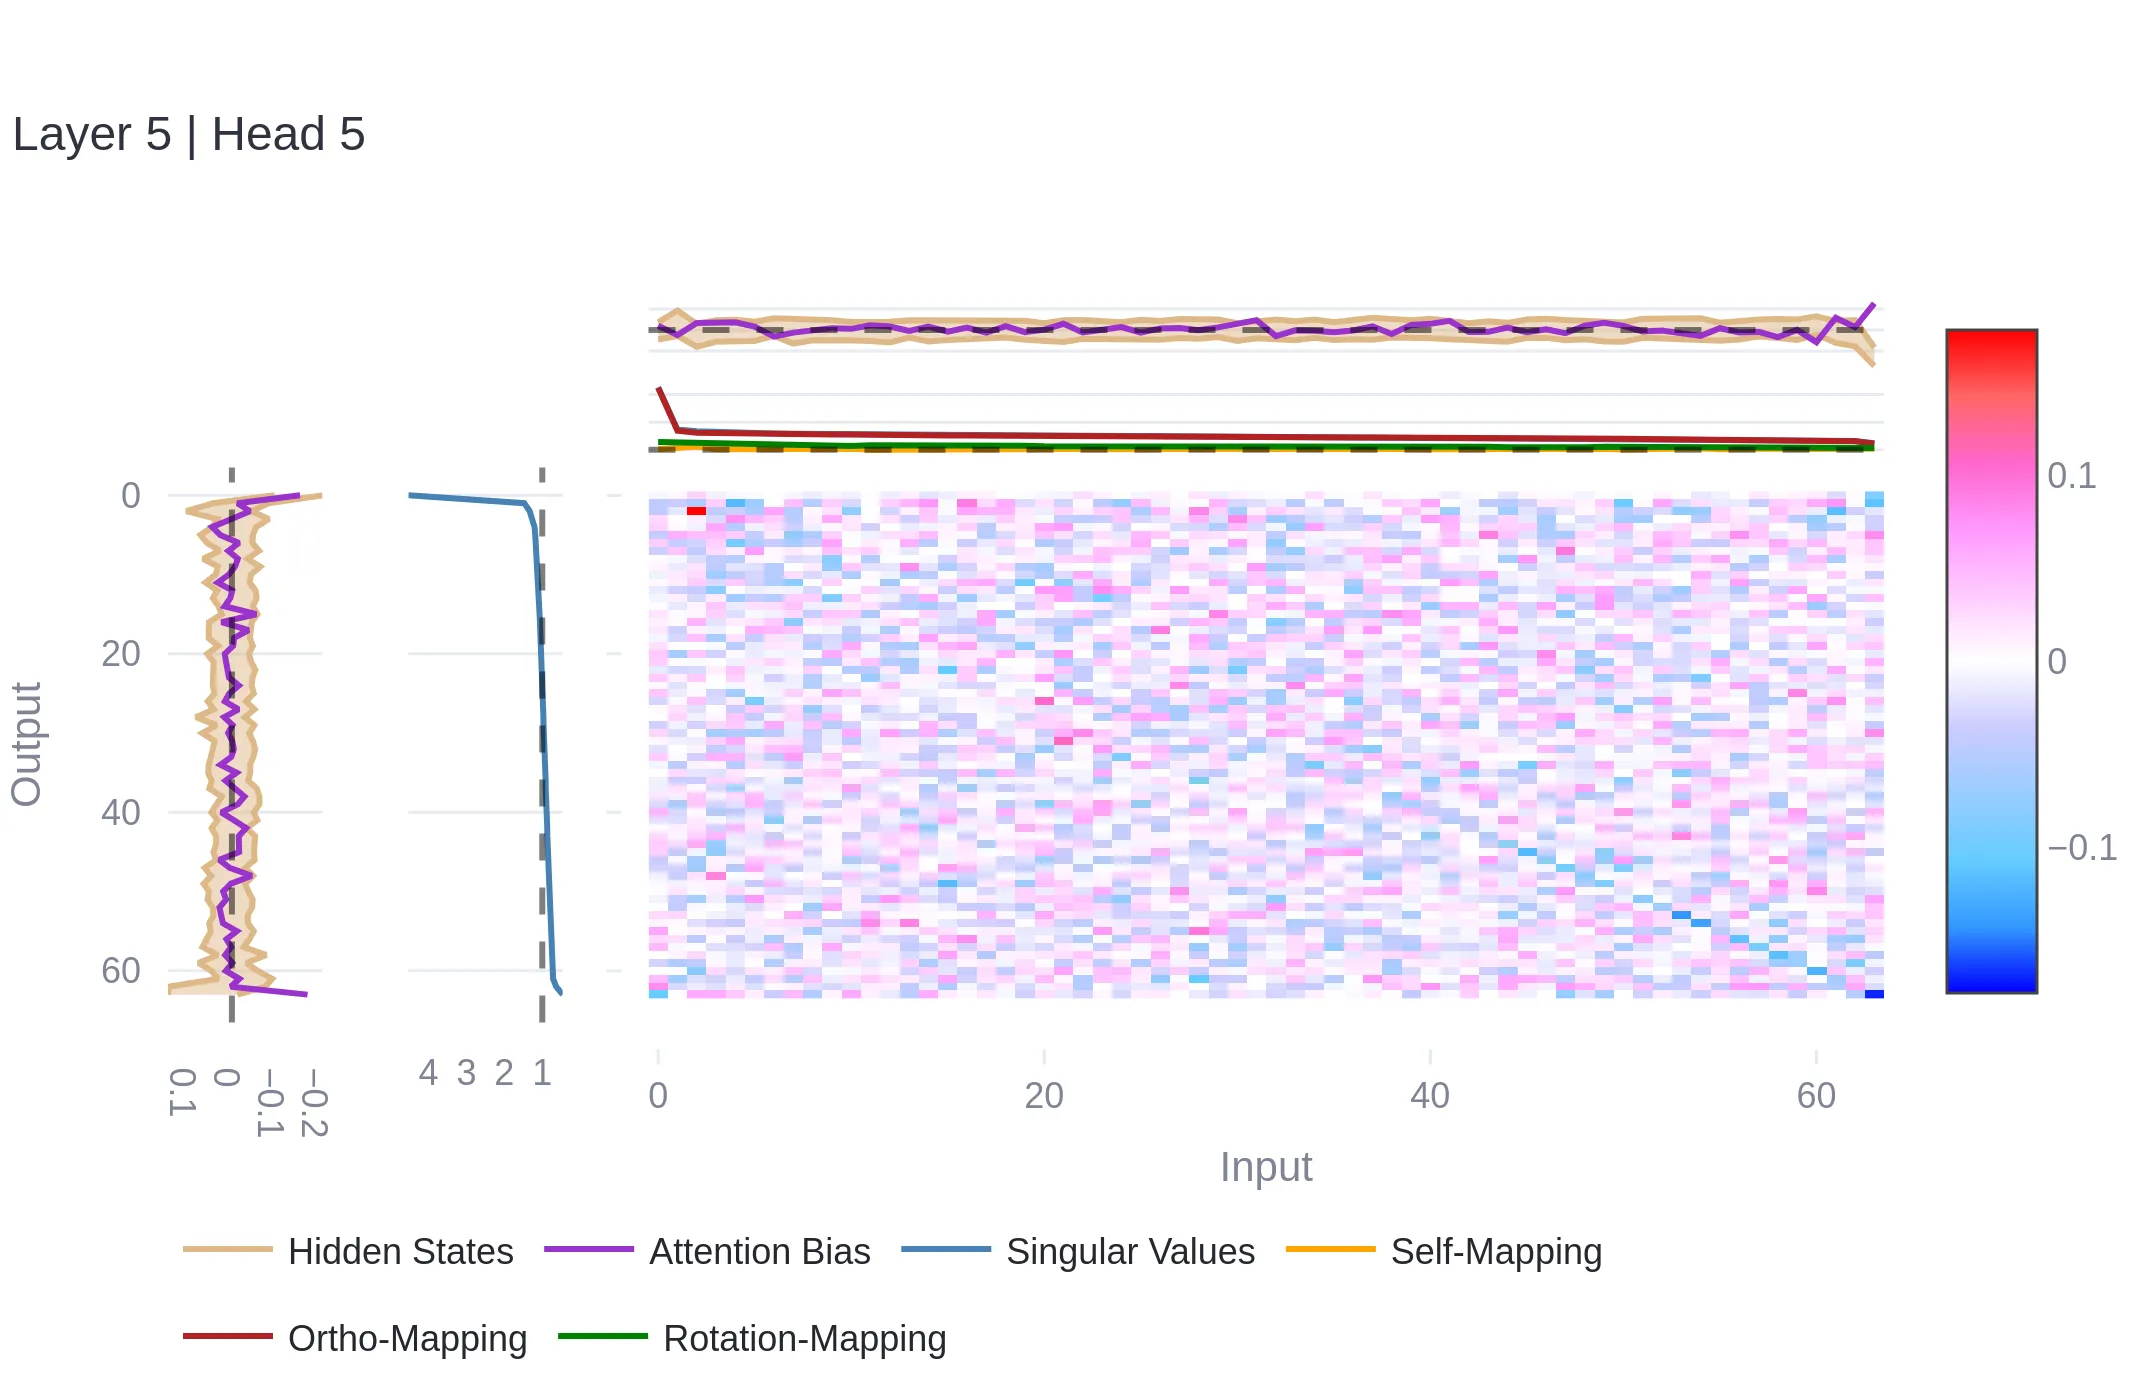 Layer 5 | Head 5
0.1
0
−0.1
0
20
40
60
Output
0.1
0
−0.1
−0.2
4 3 2 1
0 20 40 60
Input
Hidden States Attention Bias Singular Values Self-Mapping
Ortho-Mapping Rotation-Mapping